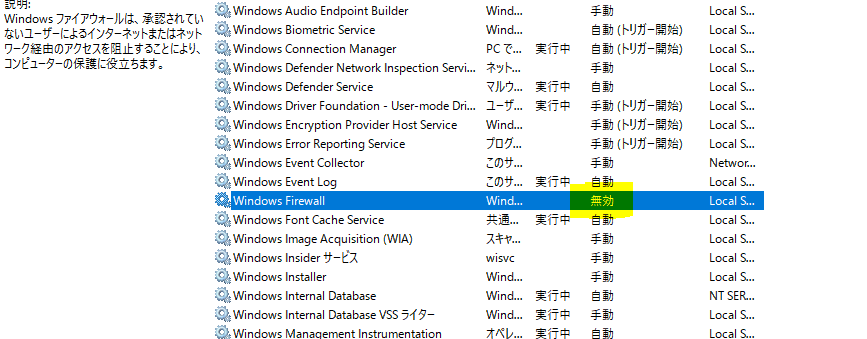 説明:
Windows ファイアウォールは、承認されてい
ないユーザーによるインターネットまたはネット
ワーク経由のアクセスを阻止することにより、
コンピューターの保護に役立ちます。
Windows Audio Endpoint Builder Wind... 手動 Local S...
Windows Biometric Service Wind... 自動 (トリガー開始) Local S...
Windows Connection Manager PC で... 実行中 自動 (トリガー開始) Local S...
Windows Defender Network Inspection Servi... ネット... 手動 Local S...
Windows Defender Service マルウ... 実行中 自動 Local S...
Windows Driver Foundation - User-mode Dri... ユーザ... 実行中 手動 (トリガー開始) Local S...
Windows Encryption Provider Host Service Wind... 手動 (トリガー開始) Local S...
Windows Error Reporting Service プログ... 手動 (トリガー開始) Local S...
Windows Event Collector このサ... 手動 Networ...
Windows Event Log このサ... 実行中 自動 Local S...
Windows Firewall Wind... 無効 Local S...
Windows Font Cache Service 共通... 実行中 自動 Local S...
Windows Image Acquisition (WIA) スキャ... 手動 Local S...
Windows Insider サービス wisvc 手動 Local S...
Windows Installer Wind... 手動 Local S...
Windows Internal Database Wind... 実行中 自動 NT SER...
Windows Internal Database VSS ライター Wind... 実行中 手動 Local S...
Windows Management Instrumentation オペレ... 実行中 自動 Local S...